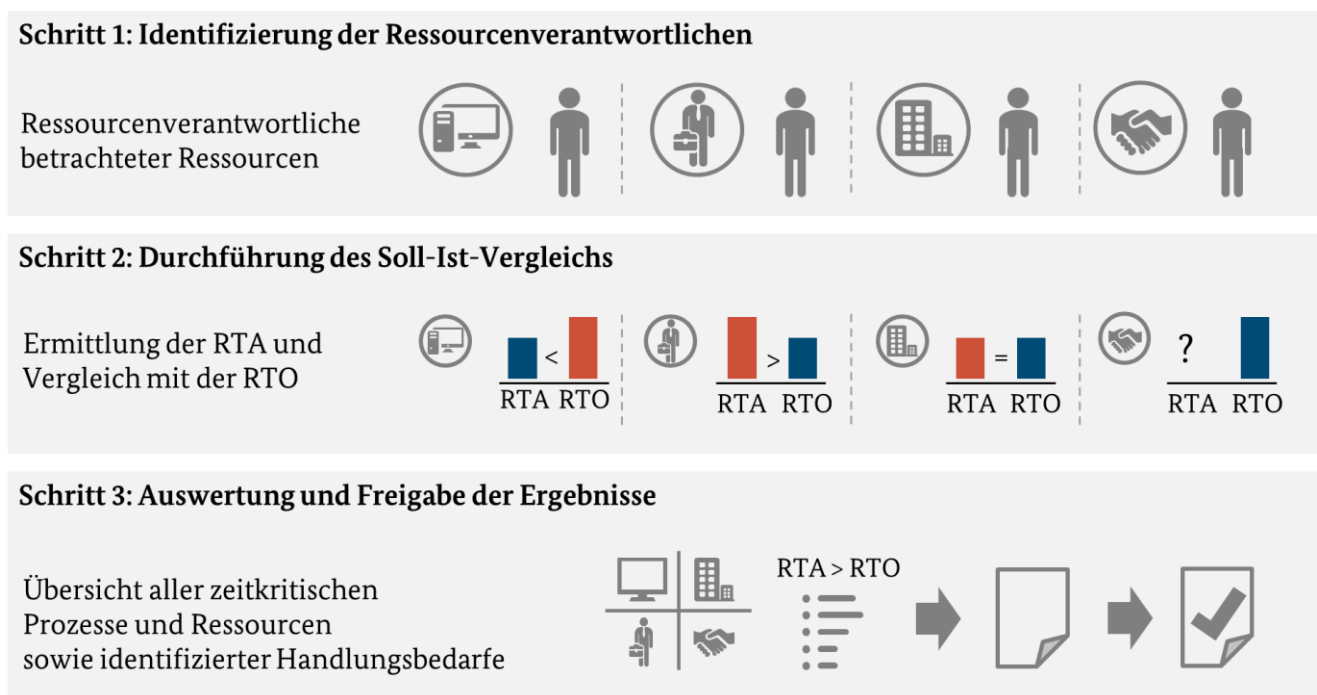 Schritt 1: Identifizierung der Ressourcenverantwortlichen
Ressourcenverantwortliche
betrachteter Ressourcen
Schritt 2: Durchführung des Soll-Ist-Vergleichs
Ermittlung der RTA und
Vergleich mit der RTO
<
RTA RTO
>
RTA RTO
=
RTA RTO
?
RTA RTO
Schritt 3: Auswertung und Freigabe der Ergebnisse
Übersicht aller zeitkritischen
Prozesse und Ressourcen
sowie identifizierter Handlungsbedarfe
RTA > RTO